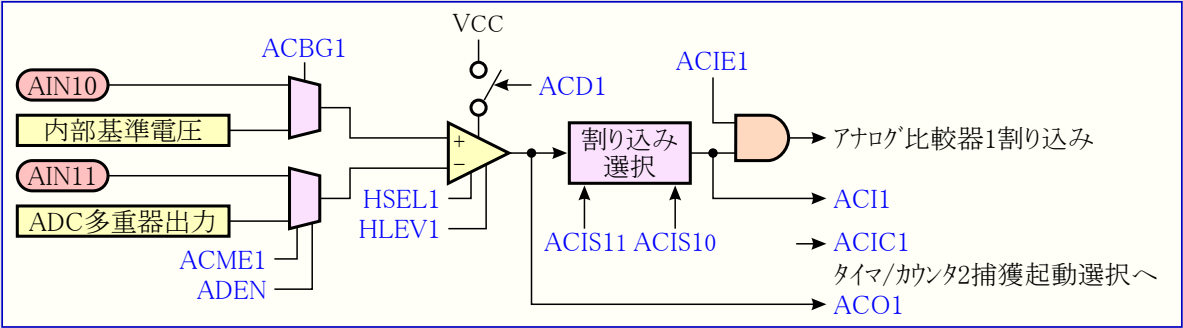 VCC
ACBG1
ACIE1
AIN10
ACD1
内部基準電圧
+
割り込み
選択
アナログ比較器1割り込み
−
AIN11
HSEL1
ACI1
ADC多重器出力
HLEV1
ACIS11 ACIS10
ACIC1
ACME1
タイマ/カウンタ2捕獲起動選択へ
ADEN
ACO1